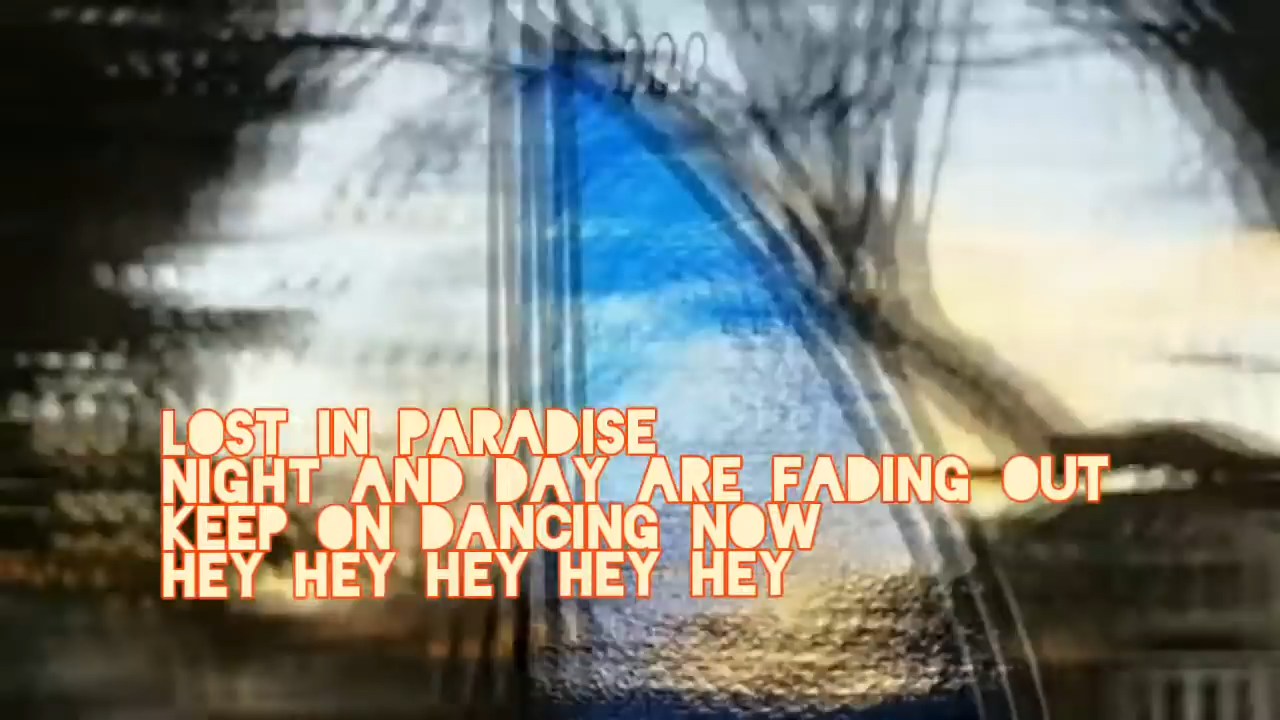 LOST IN PARADISE
NIGHT AND DAY ARE FADING OUT
KEEP ON DANCING NOW
HEY HEY HEY HEY HEY